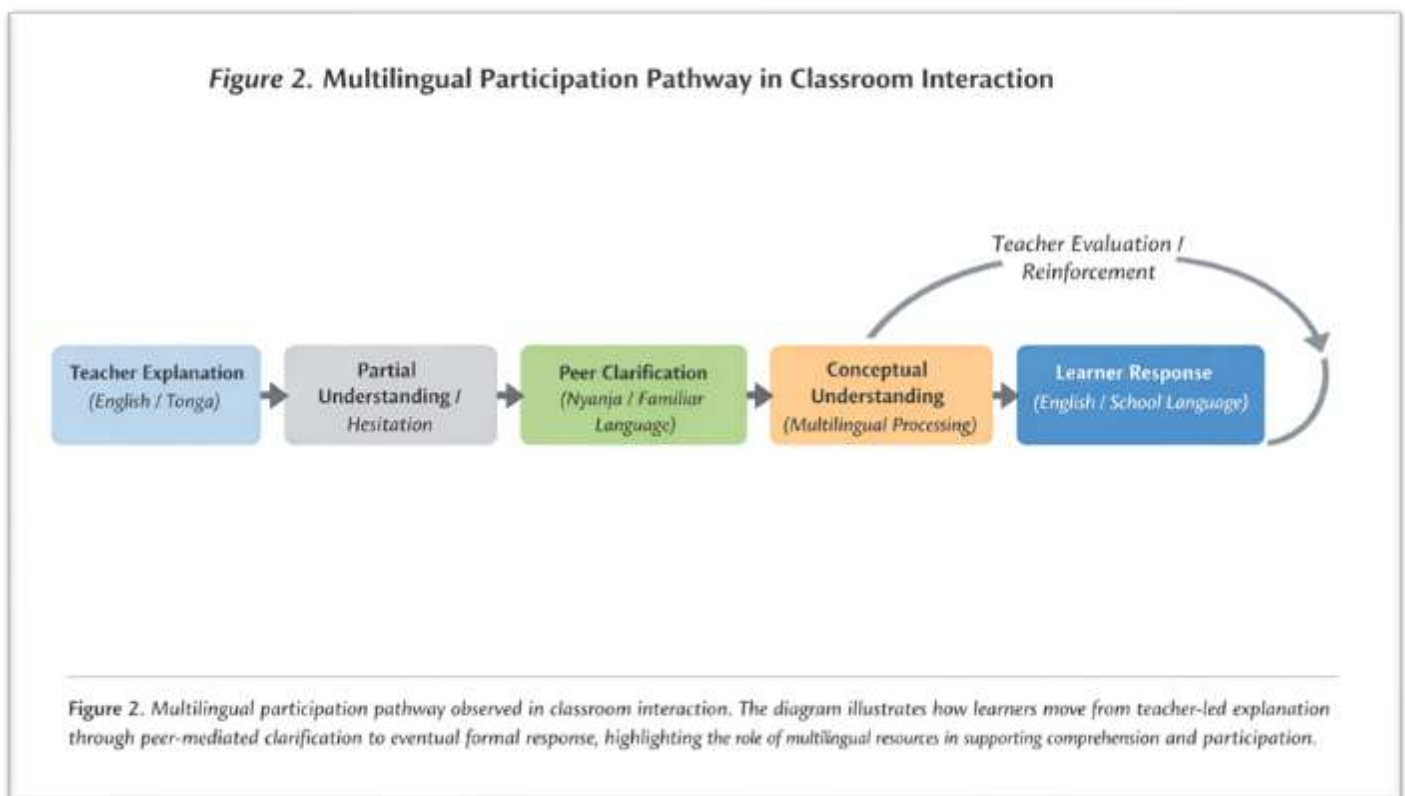 Figure 2. Multilingual Participation Pathway in Classroom Interaction
Teacher Evaluation /
Reinforcement
Teacher Explanation
(English / Tonga)
Partial
Understanding /
Hesitation
Peer Clarification
(Nyanja / Familiar
Language)
Conceptual
Understanding
(Multilingual Processing)
Learner Response
(English / School Language)
Figure 2. Multilingual participation pathway observed in classroom interaction. The diagram illustrates how learners move from teacher-led explanation
through peer-mediated clarification to eventual formal response, highlighting the role of multilingual resources in supporting comprehension and participation.